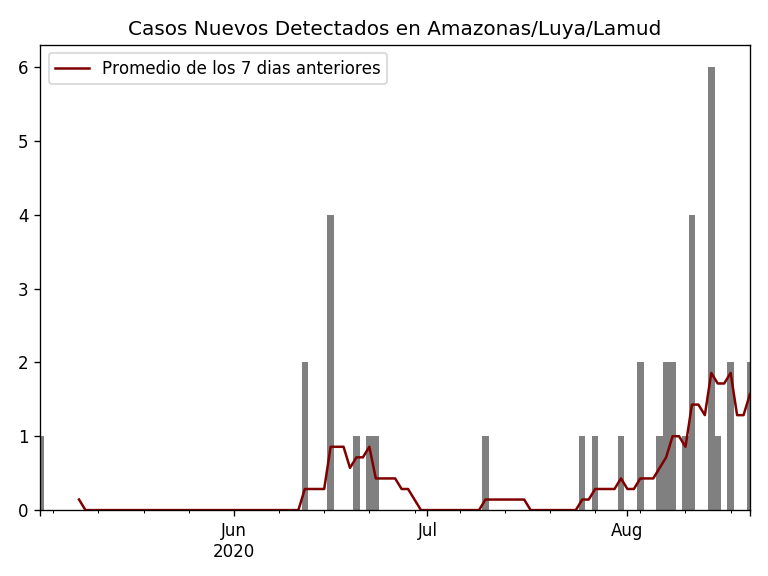 Casos Nuevos Detectados en Amazonas/Luya/Lamud
Promedio de los 7 dias anteriores
6
5
4
3
2
1
0
Jun
2020
Jul
Aug